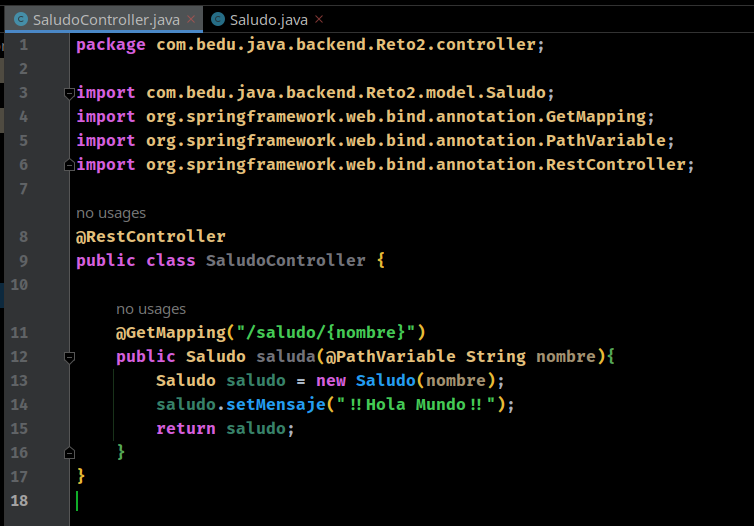 SaludoController.java × Saludo.java ×
1 package com.bedu.java.backend.Reto2.controller;
2
3 import com.bedu.java.backend.Reto2.model.Saludo;
4 import org.springframework.web.bind.annotation.GetMapping;
5 import org.springframework.web.bind.annotation.PathVariable;
6 import org.springframework.web.bind.annotation.RestController;
7
no usages
8 @RestController
9 public class SaludoController {
10
no usages
11 @GetMapping("/saludo/{nombre}")
12 public Saludo saluda(@PathVariable String nombre){
13 Saludo saludo = new Saludo(nombre);
14 saludo.setMensaje("!!Hola Mundo!!");
15 return saludo;
16 }
17 }
18